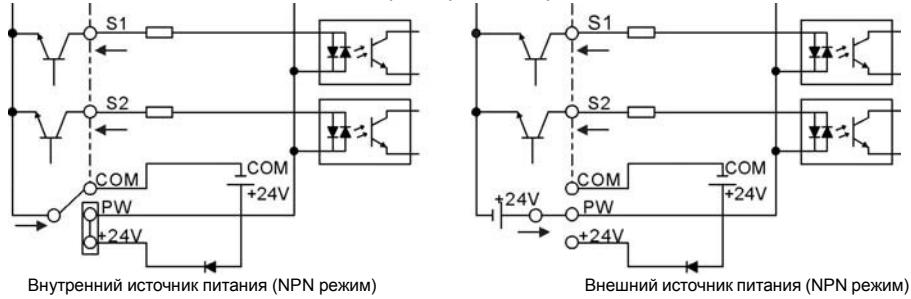 S1
S2
COM
COM
+24V
PW
+24V
Внутренний источник питания (NPN режим)
S1
S2
COM
COM
+24V
+24V
PW
+24V
Внешний источник питания (NPN режим)